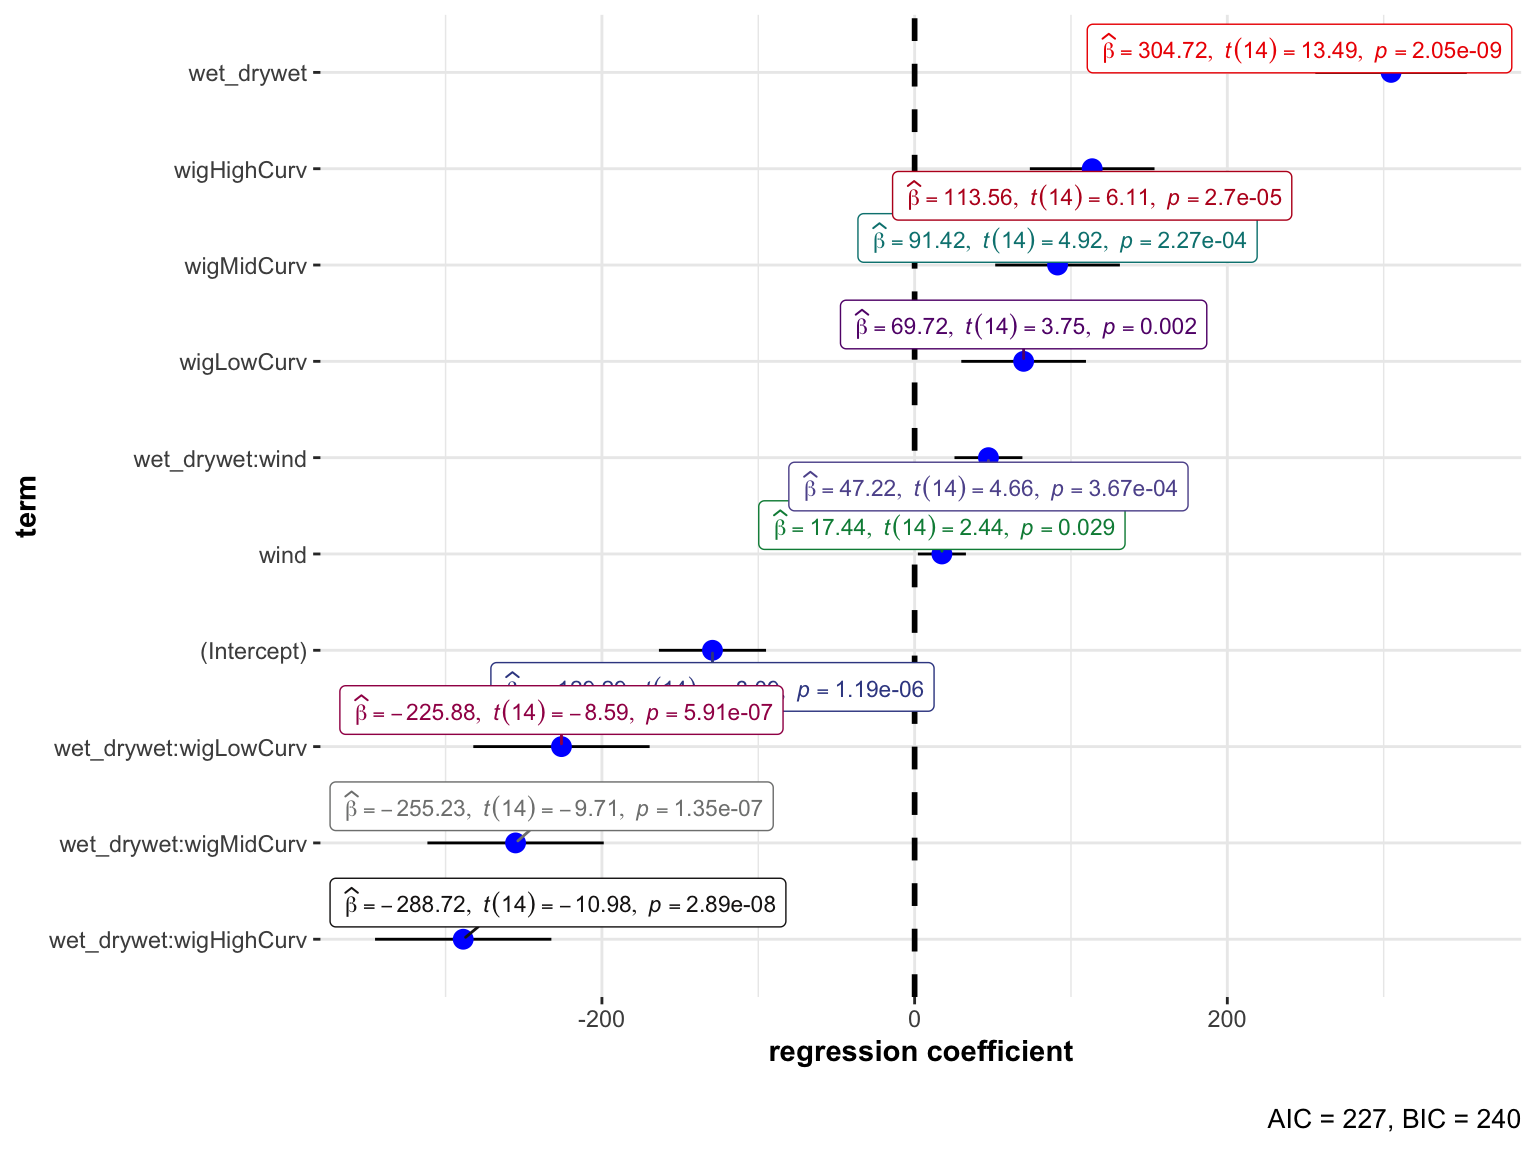 wet_drywet
β̂ = 304.72, t(14) = 13.49, p = 2.05e-09
wigHighCurv
β̂ = 113.56, t(14) = 6.11, p = 2.7e-05
β̂ = 91.42, t(14) = 4.92, p = 2.27e-04
wigMidCurv
β̂ = 69.72, t(14) = 3.75, p = 0.002
wigLowCurv
wet_drywet:wind
β̂ = 47.22, t(14) = 4.66, p = 3.67e-04
β̂ = 17.44, t(14) = 2.44, p = 0.029
wind
term
(Intercept)
p = 1.19e-06
β̂ = −225.88, t(14) = −8.59, p = 5.91e-07
wet_drywet:wigLowCurv
β̂ = −255.23, t(14) = −9.71, p = 1.35e-07
wet_drywet:wigMidCurv
β̂ = −288.72, t(14) = −10.98, p = 2.89e-08
wet_drywet:wigHighCurv
-200 0 200
regression coefficient
AIC = 227, BIC = 240